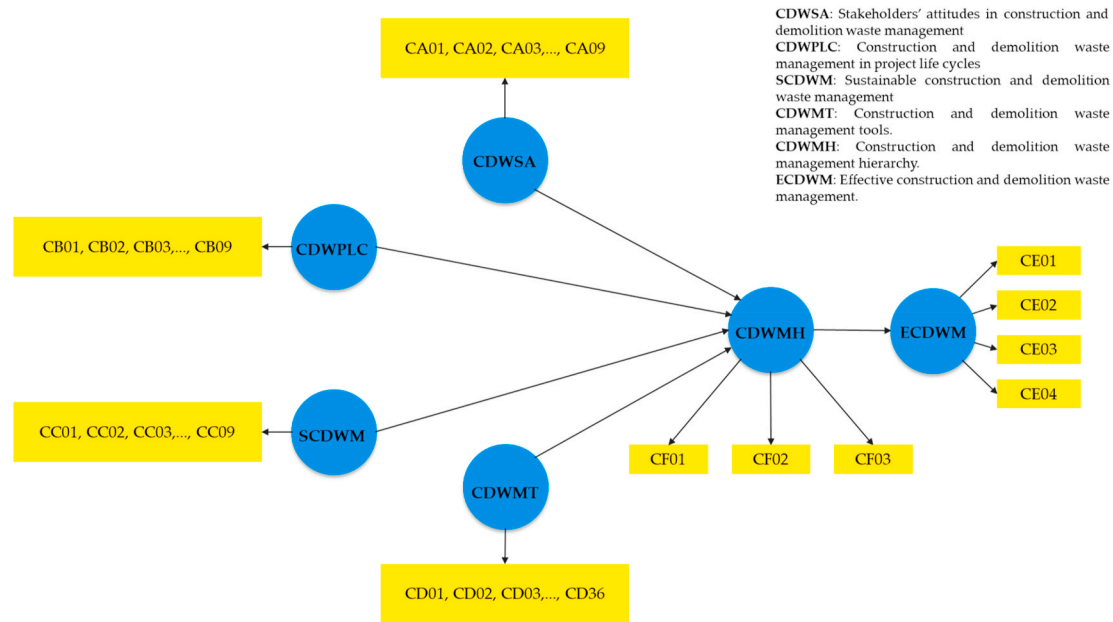 CDWSA: Stakeholders' attitudes in construction and
demolition waste management
CDWPLC: Construction and demolition waste
management in project life cycles
SCDWM: Sustainable construction and demolition
waste management
CDWMT: Construction and demolition waste
management tools.
CDWMH: Construction and demolition waste
management hierarchy.
ECDWM: Effective construction and demolition waste
management.
CA01, CA02, CA03,..., CA09
CDWSA
CB01, CB02, CB03,..., CB09
CDWPLC
CDWMH
ECDWM
CE01
CE02
CE03
CE04
CC01, CC02, CC03,..., CC09
SCDWM
CF01
CF02
CF03
CDWMT
CD01, CD02, CD03,..., CD36